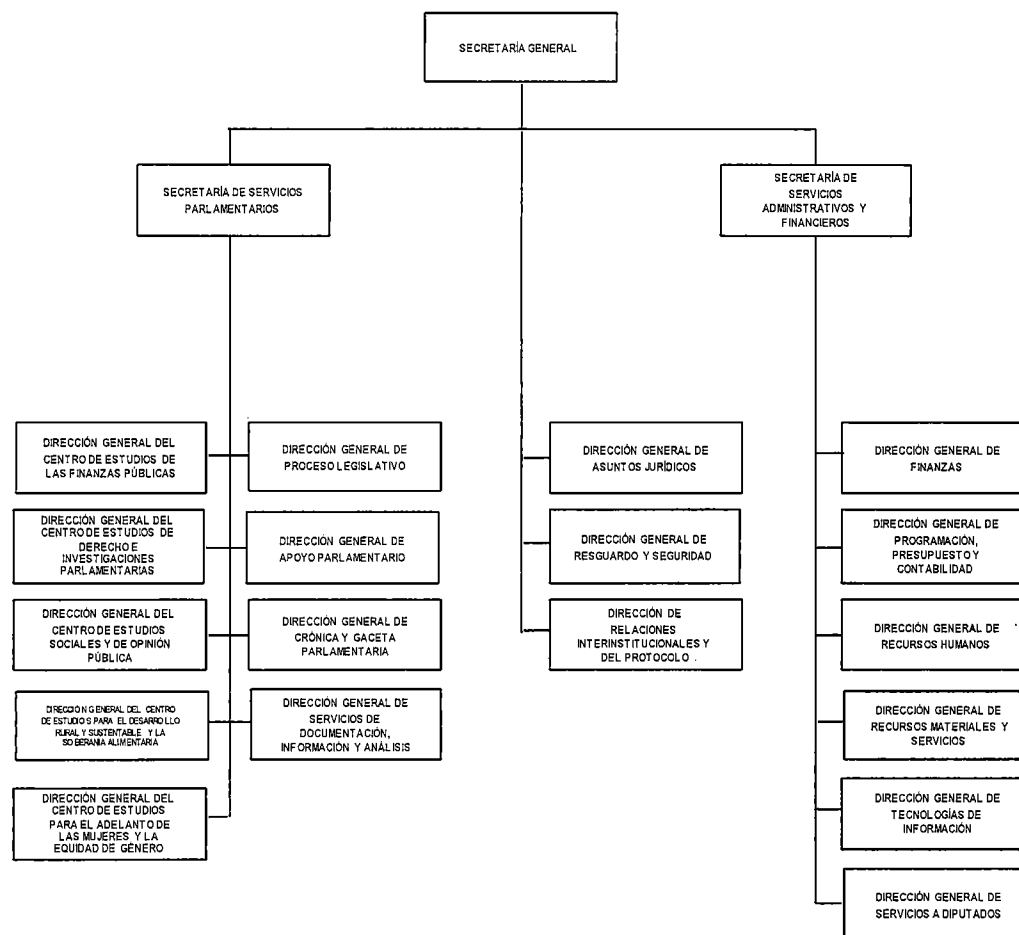 SECRETARÍA GENERAL
SECRETARÍA DE SERVICIOS
PARLAMENTARIOS
SECRETARÍA DE
SERVICIOS
ADMINISTRATIVOS Y
FINANCIEROS
DIRECCIÓN GENERAL DEL
CENTRO DE ESTUDIOS DE
LAS FINANZAS PÚBLICAS
DIRECCIÓN GENERAL DE
PROCESO LEGISLATIVO
DIRECCIÓN GENERAL DE
ASUNTOS JURÍDICOS
DIRECCIÓN GENERAL DE
FINANZAS
DIRECCIÓN GENERAL DEL
CENTRO DE ESTUDIOS DE
DERECHO E
INVESTIGACIONES
PARLAMENTARIAS
DIRECCIÓN GENERAL DE
APOYO PARLAMENTARIO
DIRECCIÓN GENERAL DE
RESGUARDO Y SEGURIDAD
DIRECCIÓN GENERAL DE
PROGRAMACIÓN,
PRESUPUESTO Y
CONTABILIDAD
DIRECCIÓN GENERAL DEL
CENTRO DE ESTUDIOS
SOCIALES Y DE OPINIÓN
PÚBLICA
DIRECCIÓN GENERAL DE
CRÓNICA Y GACETA
PARLAMENTARIA
DIRECCIÓN DE
RELACIONES
INTERINSTITUCIONALES Y
DEL PROTOCOLO .
DIRECCIÓN GENERAL DE
RECURSOS HUMANOS
DIRECCIÓN GENERAL DEL CENTRO
DE ESTUDIOS PARA EL DESARROLLO
RURAL Y SUSTENTABLE Y LA
SOBERANIA ALIMENTARIA
DIRECCIÓN GENERAL DE
SERVICIOS DE
DOCUMENTACIÓN,
INFORMACIÓN Y ANÁLISIS
DIRECCIÓN GENERAL DE
RECURSOS MATERIALES Y
SERVICIOS
DIRECCIÓN GENERAL DEL
CENTRO DE ESTUDIOS
PARA EL ADELANTO DE
LAS MUJERES Y LA
EQUIDAD DE GÉNERO
DIRECCIÓN GENERAL DE
TECNOLOGÍAS DE
INFORMACIÓN
DIRECCIÓN GENERAL DE
SERVICIOS A DIPUTADOS